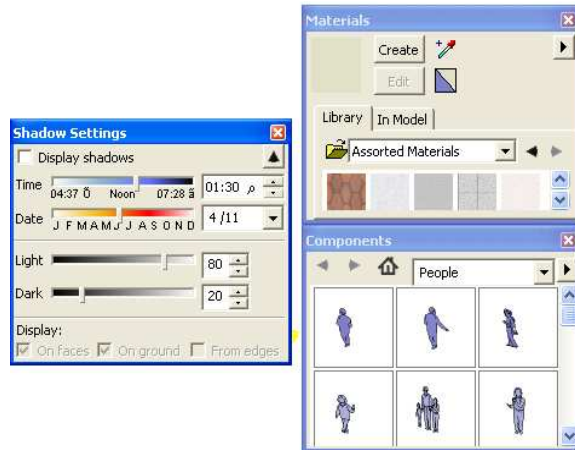 Materials
Create
Edit
Library In Model
Assorted Materials
Shadow Settings
Display shadows
Time 04:37 Õ Noon 07:28 ã 01:30 م
Date J F M A M J J A S O N D 4 /11
Light 80
Dark 20
Display:
On faces On ground From edges
Components
People